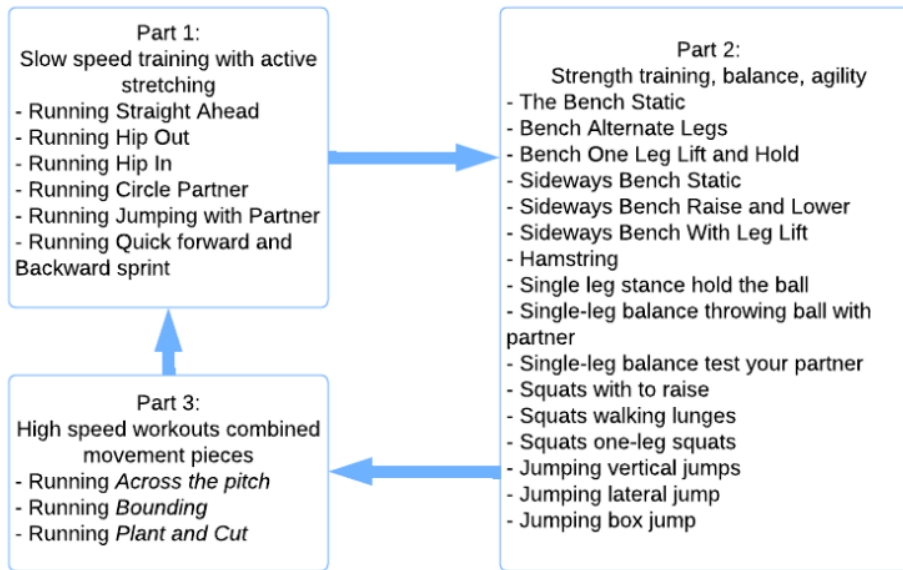 Part 1:
Slow speed training with active
stretching
- Running Straight Ahead
- Running Hip Out
- Running Hip In
- Running Circle Partner
- Running Jumping with Partner
- Running Quick forward and
Backward sprint
Part 2:
Strength training, balance, agility
- The Bench Static
- Bench Alternate Legs
- Bench One Leg Lift and Hold
- Sideways Bench Static
- Sideways Bench Raise and Lower
- Sideways Bench With Leg Lift
- Hamstring
- Single leg stance hold the ball
- Single-leg balance throwing ball with
partner
- Single-leg balance test your partner
- Squats with to raise
- Squats walking lunges
- Squats one-leg squats
- Jumping vertical jumps
- Jumping lateral jump
- Jumping box jump
Part 3:
High speed workouts combined
movement pieces
- Running Across the pitch
- Running Bounding
- Running Plant and Cut